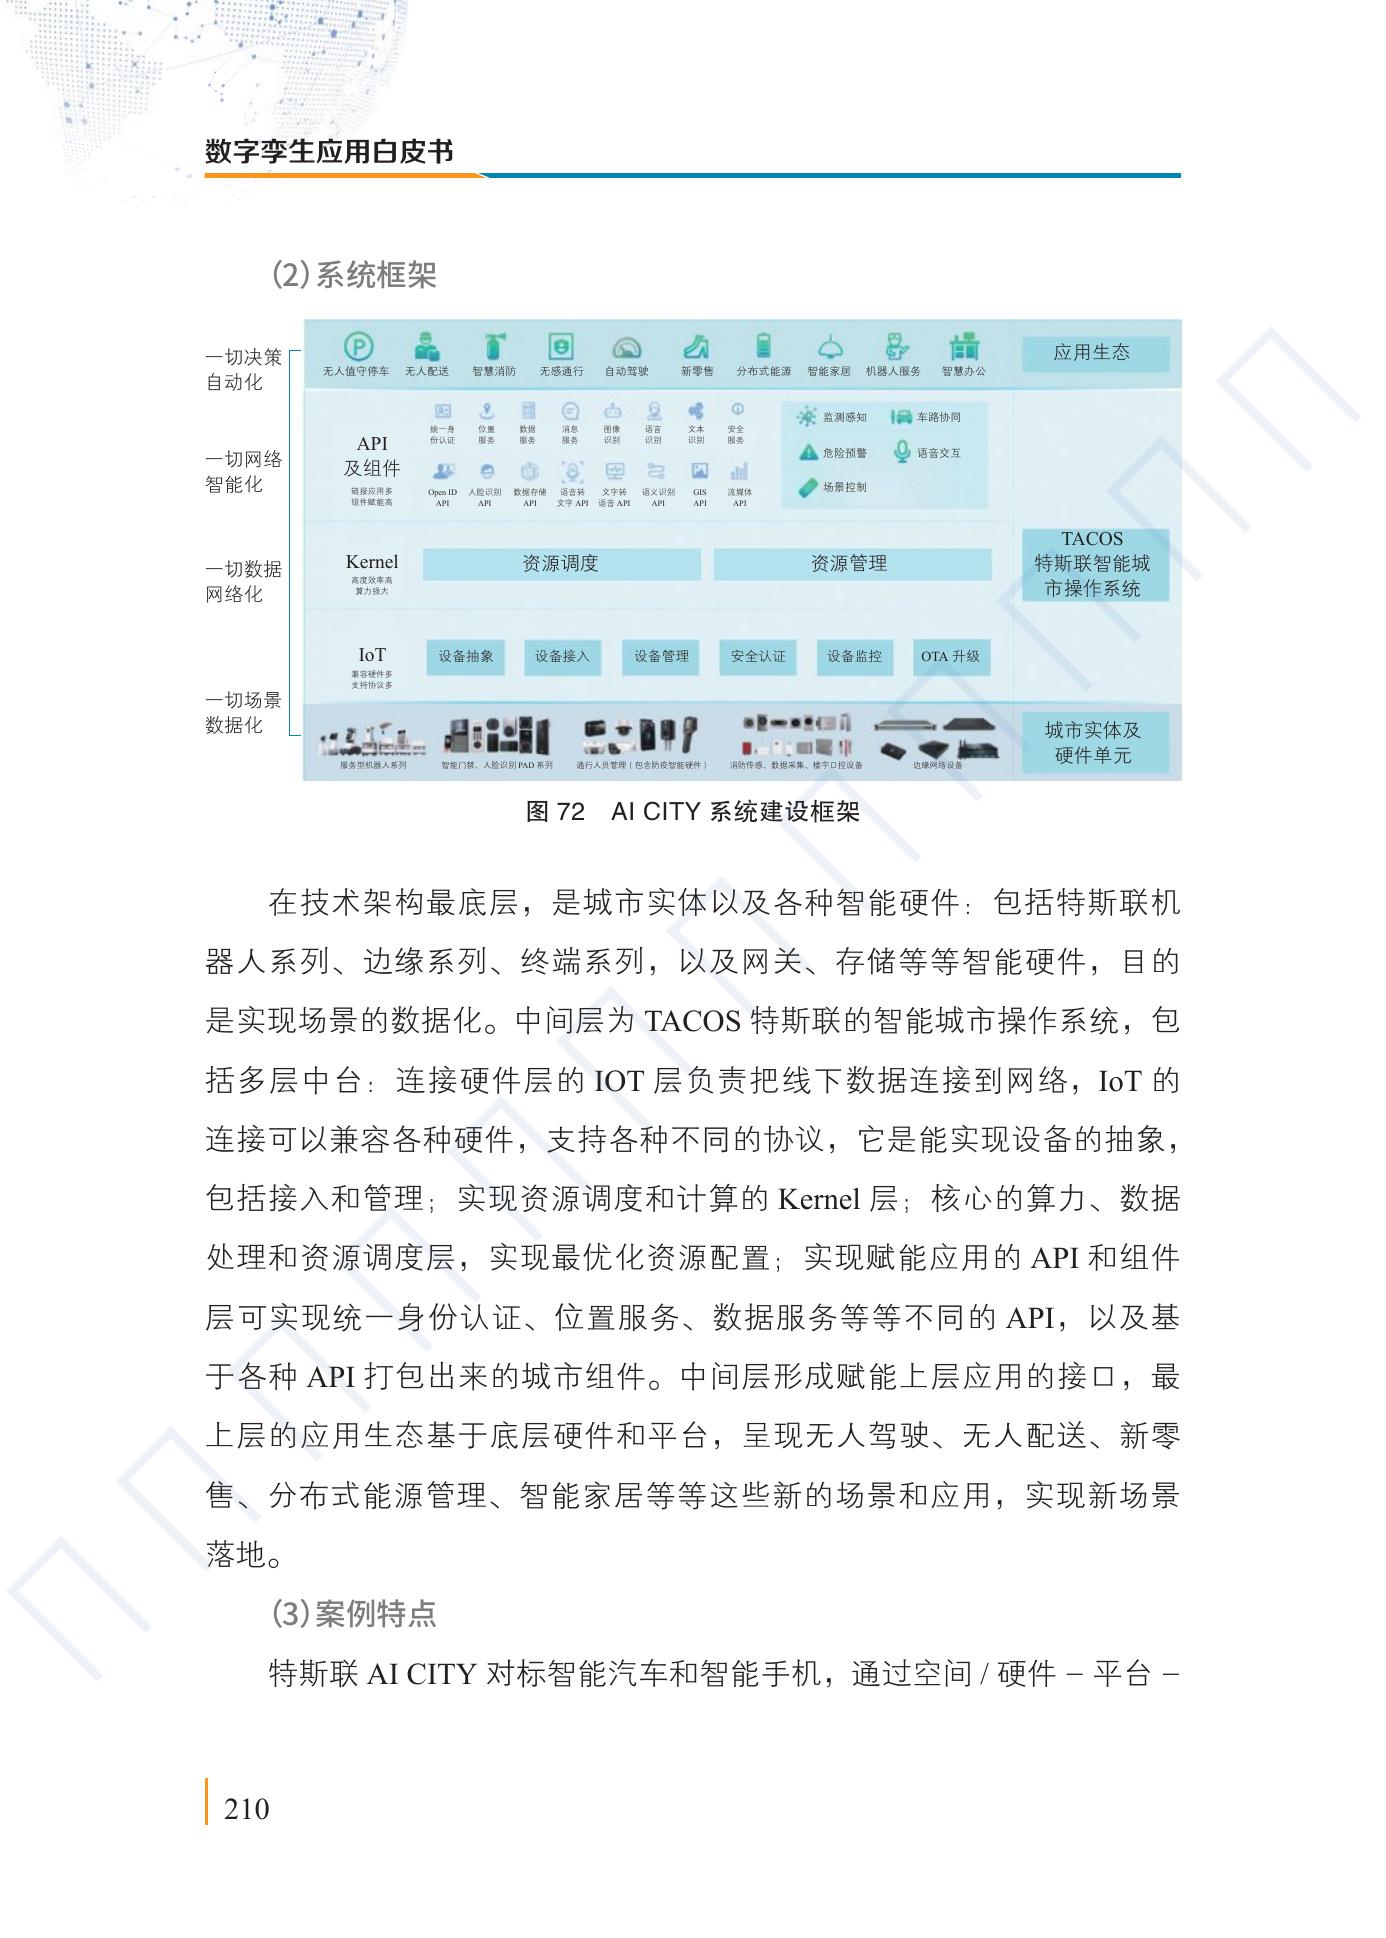 数字孪生应用白皮书
（2）系统框架
一切决策
自动化
一切网络
智能化
一切数据
网络化
一切场景
数据化
无人值守停车 无人配送 智慧消防 无感通行 自动驾驶 新零售 分布式能源 智能家居 机器人服务 智慧办公
应用生态
API
及组件
链接应用多
组件赋能高
统一身 位置 数据 消息 图像 语言 文本 安全
份认证 服务 服务 服务 识别 识别 识别 服务
Open ID 人脸识别 数据存储 语音转 文字转 语义识别 GIS 流媒体
API API API 文字 API 语音 API API API API
监测感知 车路协同
危险预警 语音交互
场景控制
Kernel
高度效率高
算力强大
资源调度 资源管理
TACOS
特斯联智能城
市操作系统
IoT
兼容硬件多
支持协议多
设备抽象 设备接入 设备管理 安全认证 设备监控 OTA 升级
服务型机器人系列 智能门禁、人脸识别 PAD 系列 通行人员管理（包含防疫智能硬件） 消防传感、数据采集、楼宇口控设备 边缘网络设备
城市实体及
硬件单元
图 72 AI CITY 系统建设框架
在技术架构最底层，是城市实体以及各种智能硬件：包括特斯联机
器人系列、边缘系列、终端系列，以及网关、存储等等智能硬件，目的
是实现场景的数据化。中间层为 TACOS 特斯联的智能城市操作系统，包
括多层中台：连接硬件层的 IOT 层负责把线下数据连接到网络，IoT 的
连接可以兼容各种硬件，支持各种不同的协议，它是能实现设备的抽象，
包括接入和管理；实现资源调度和计算的 Kernel 层；核心的算力、数据
处理和资源调度层，实现最优化资源配置；实现赋能应用的 API 和组件
层可实现统一身份认证、位置服务、数据服务等等不同的 API，以及基
于各种 API 打包出来的城市组件。中间层形成赋能上层应用的接口，最
上层的应用生态基于底层硬件和平台，呈现无人驾驶、无人配送、新零
售、分布式能源管理、智能家居等等这些新的场景和应用，实现新场景
落地。
（3）案例特点
特斯联 AI CITY 对标智能汽车和智能手机，通过空间 / 硬件 – 平台 –
210